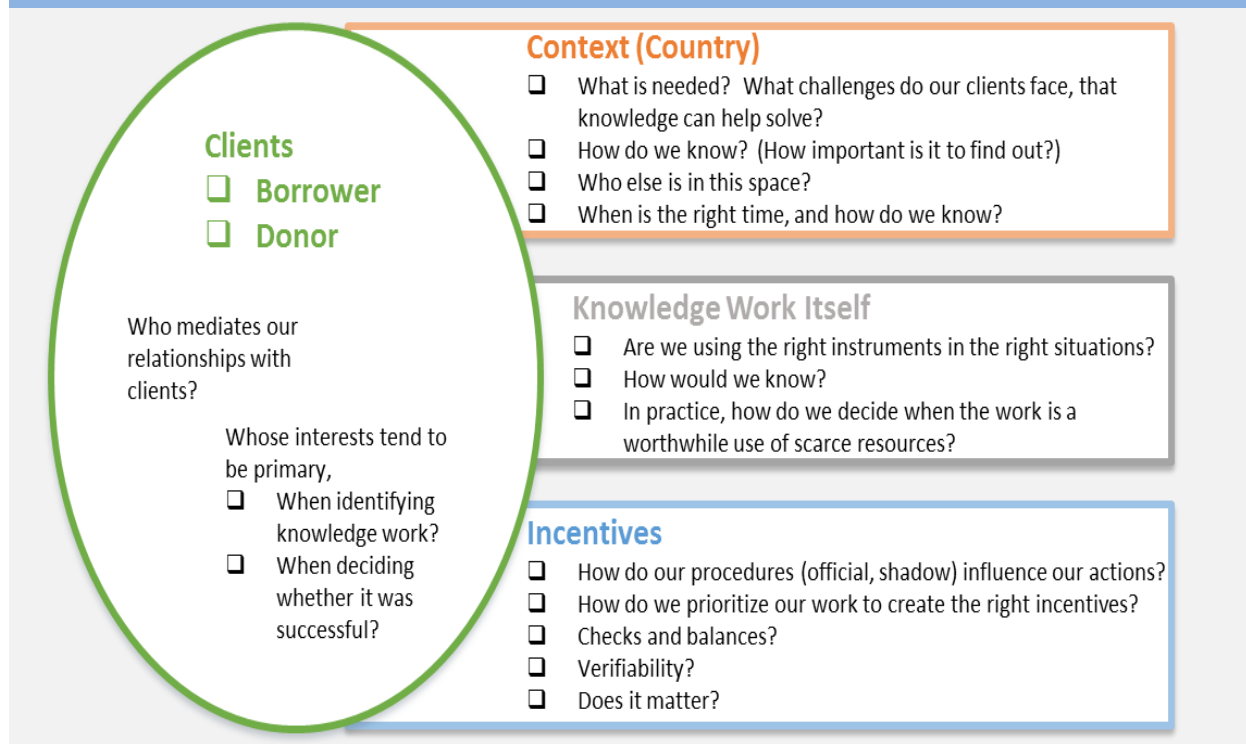 Clients
❑ Borrower
❑ Donor
Who mediates our
relationships with
clients?
Whose interests tend to
be primary,
❑ When identifying
knowledge work?
❑ When deciding
whether it was
successful?
Context (Country)
❑ What is needed?  What challenges do our clients face, that
knowledge can help solve?
❑ How do we know? (How important is it to find out?)
❑ Who else is in this space?
❑ When is the right time, and how do we know?
Knowledge Work Itself
❑ Are we using the right instruments in the right situations?
❑ How would we know?
❑ In practice, how do we decide when the work is a
worthwhile use of scarce resources?
Incentives
❑ How do our procedures (official, shadow) influence our actions?
❑ How do we prioritize our work to create the right incentives?
❑ Checks and balances?
❑ Verifiability?
❑ Does it matter?